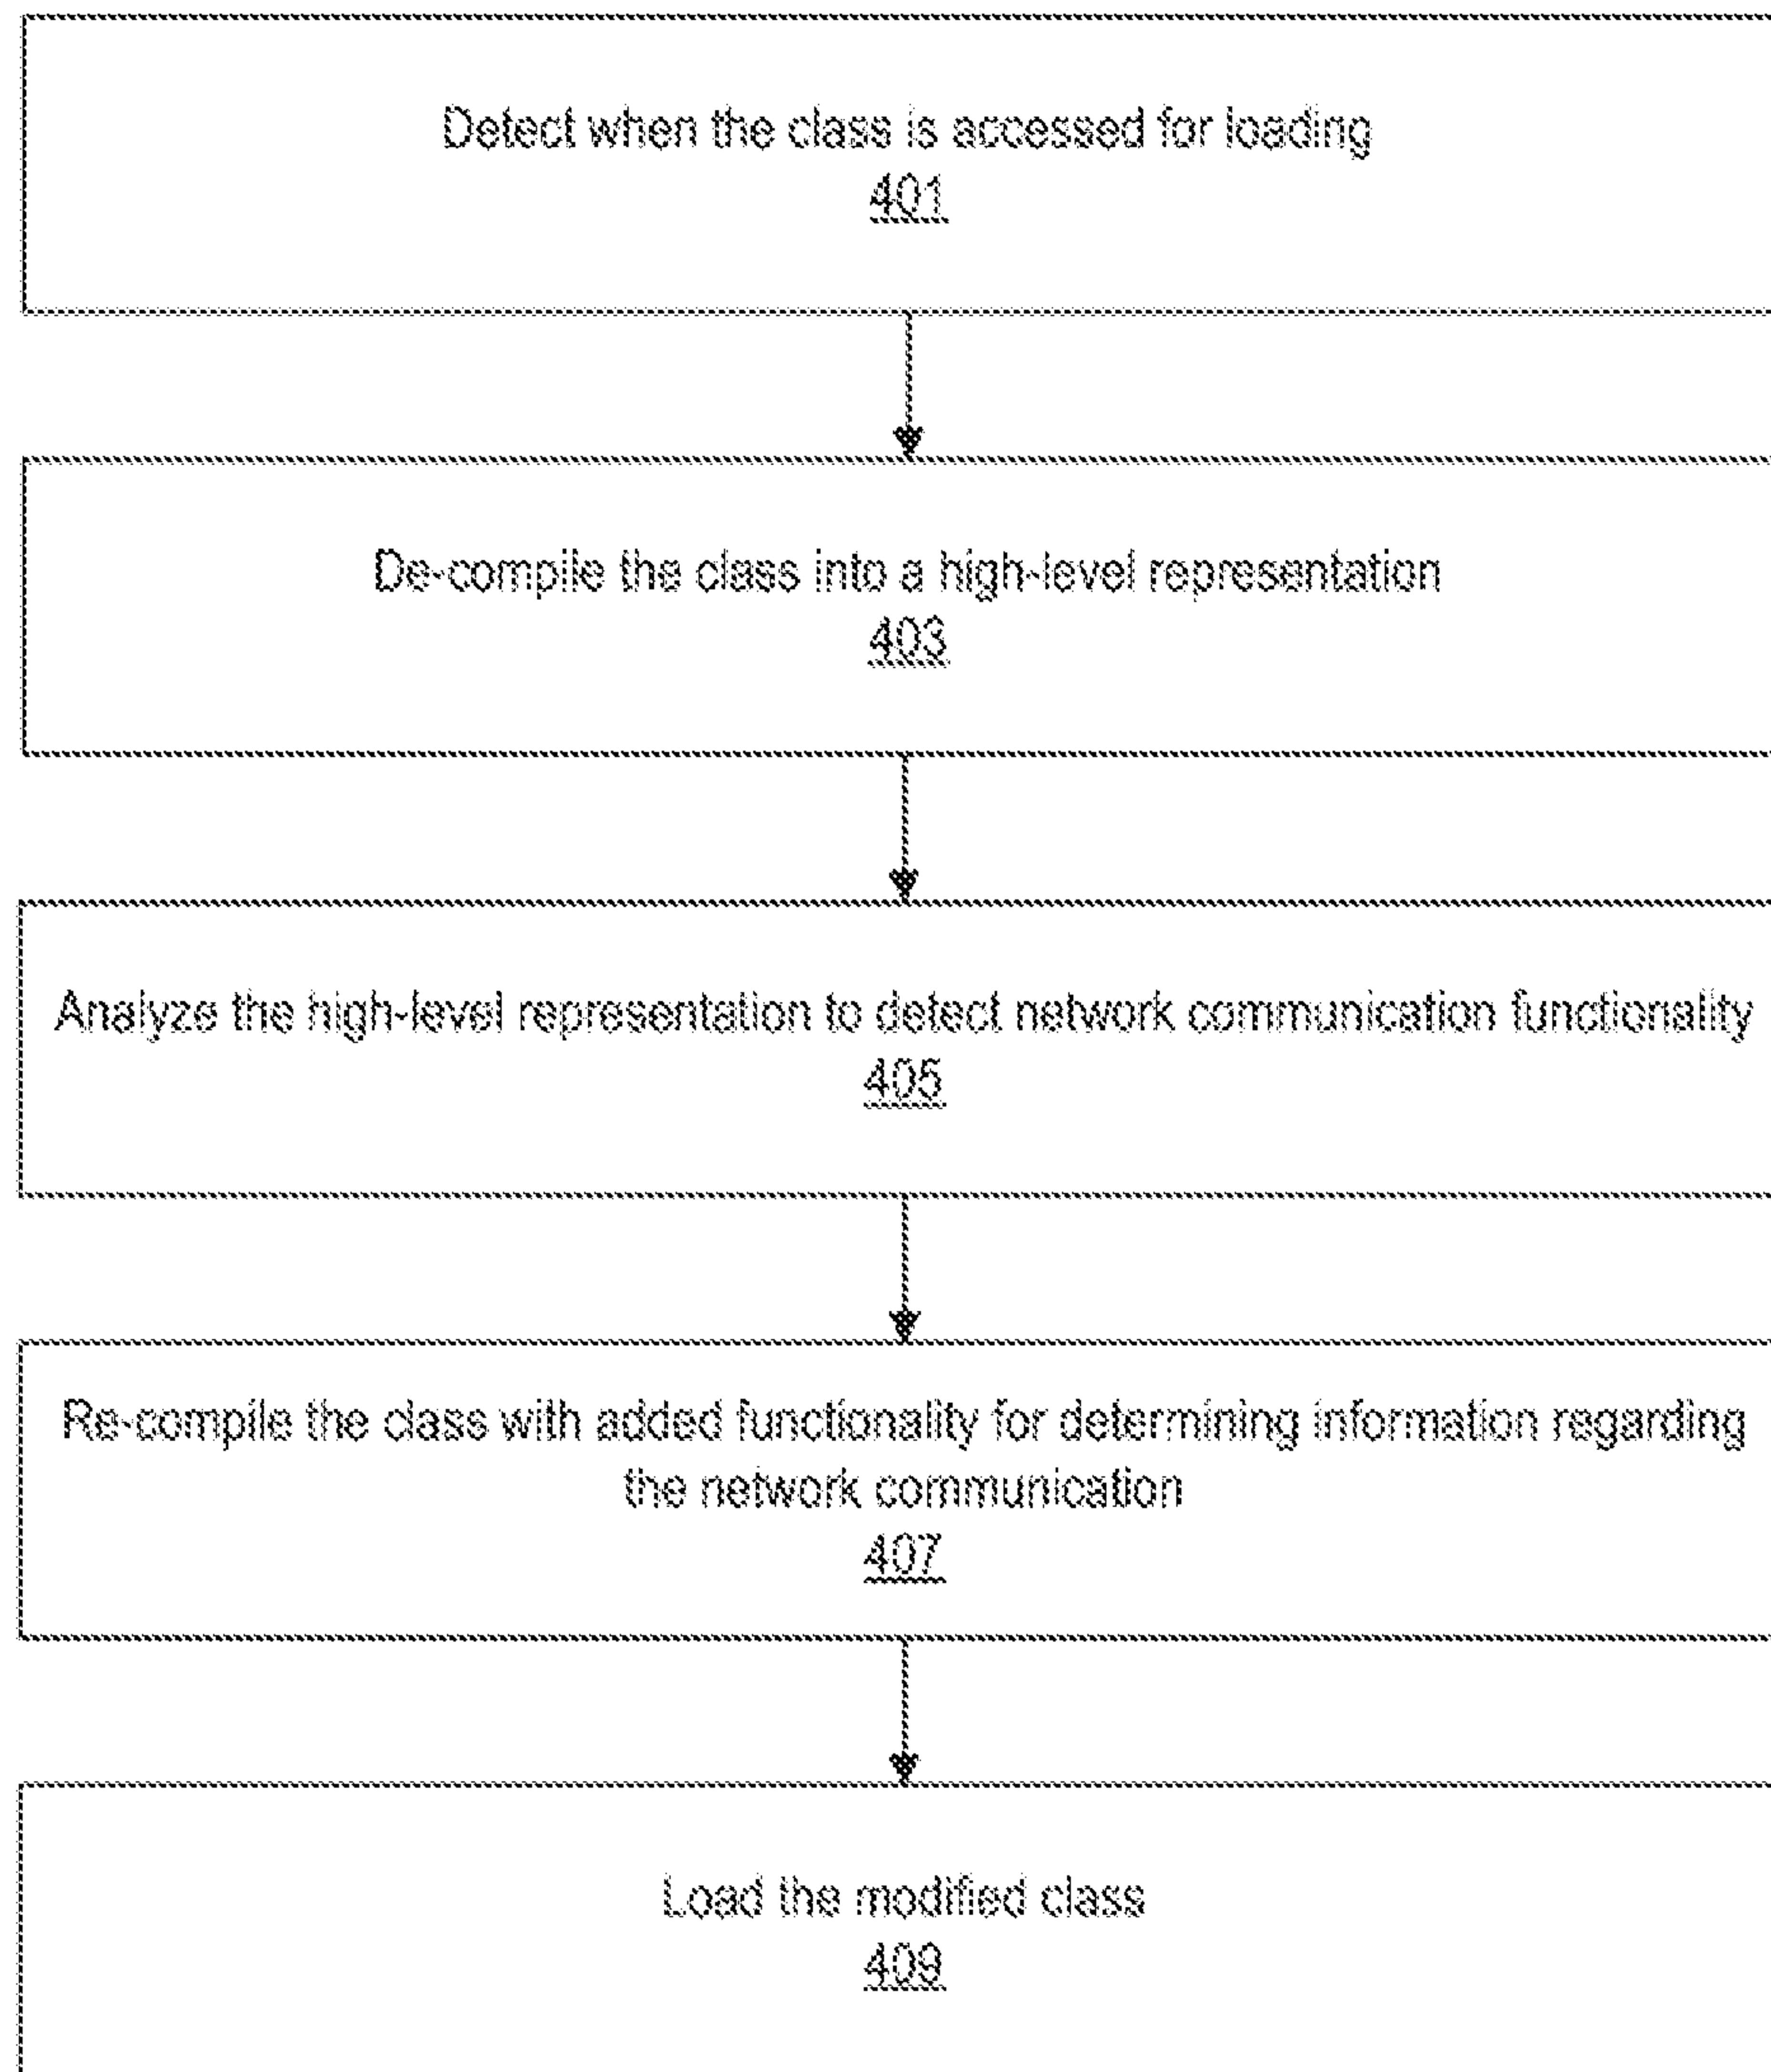 Detect when the class is accessed for loading
401
De-compile the class into a high-level representation
403
Analyze the high-level representation to detect network communication functionality
405
Re-compile the class with added functionality for determining information regarding
the network communication
407
Load the modified class
409